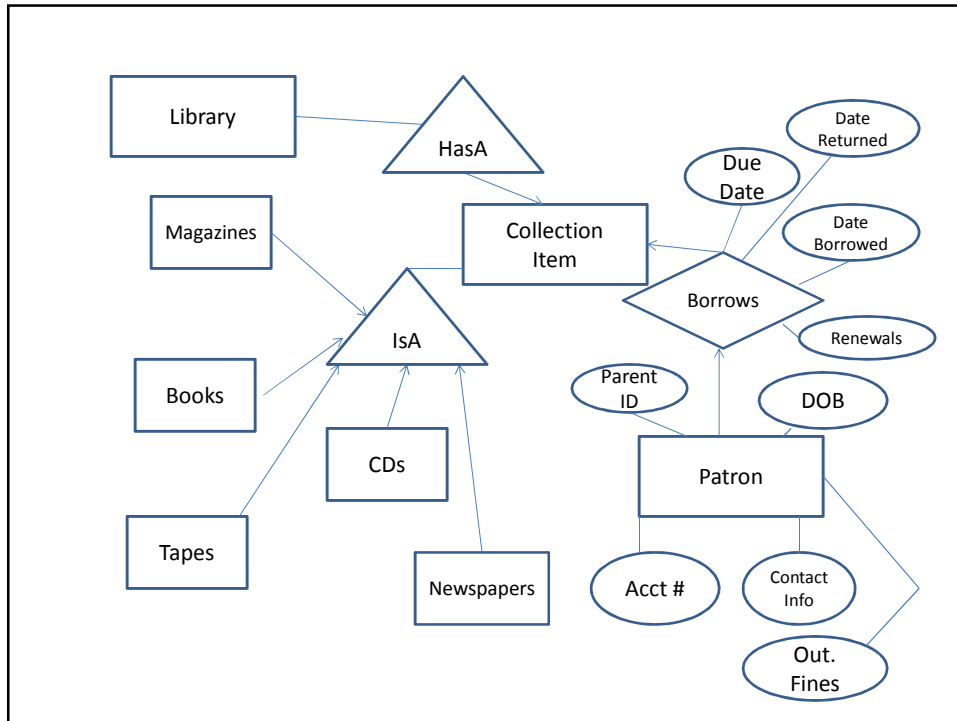 Library
HasA
Date
Returned
Due
Date
Magazines
Collection
Item
Date
Borrowed
Borrows
IsA
Renewals
Parent
ID
DOB
Books
CDs
Patron
Tapes
Newspapers
Acct #
Contact
Info
Out.
Fines